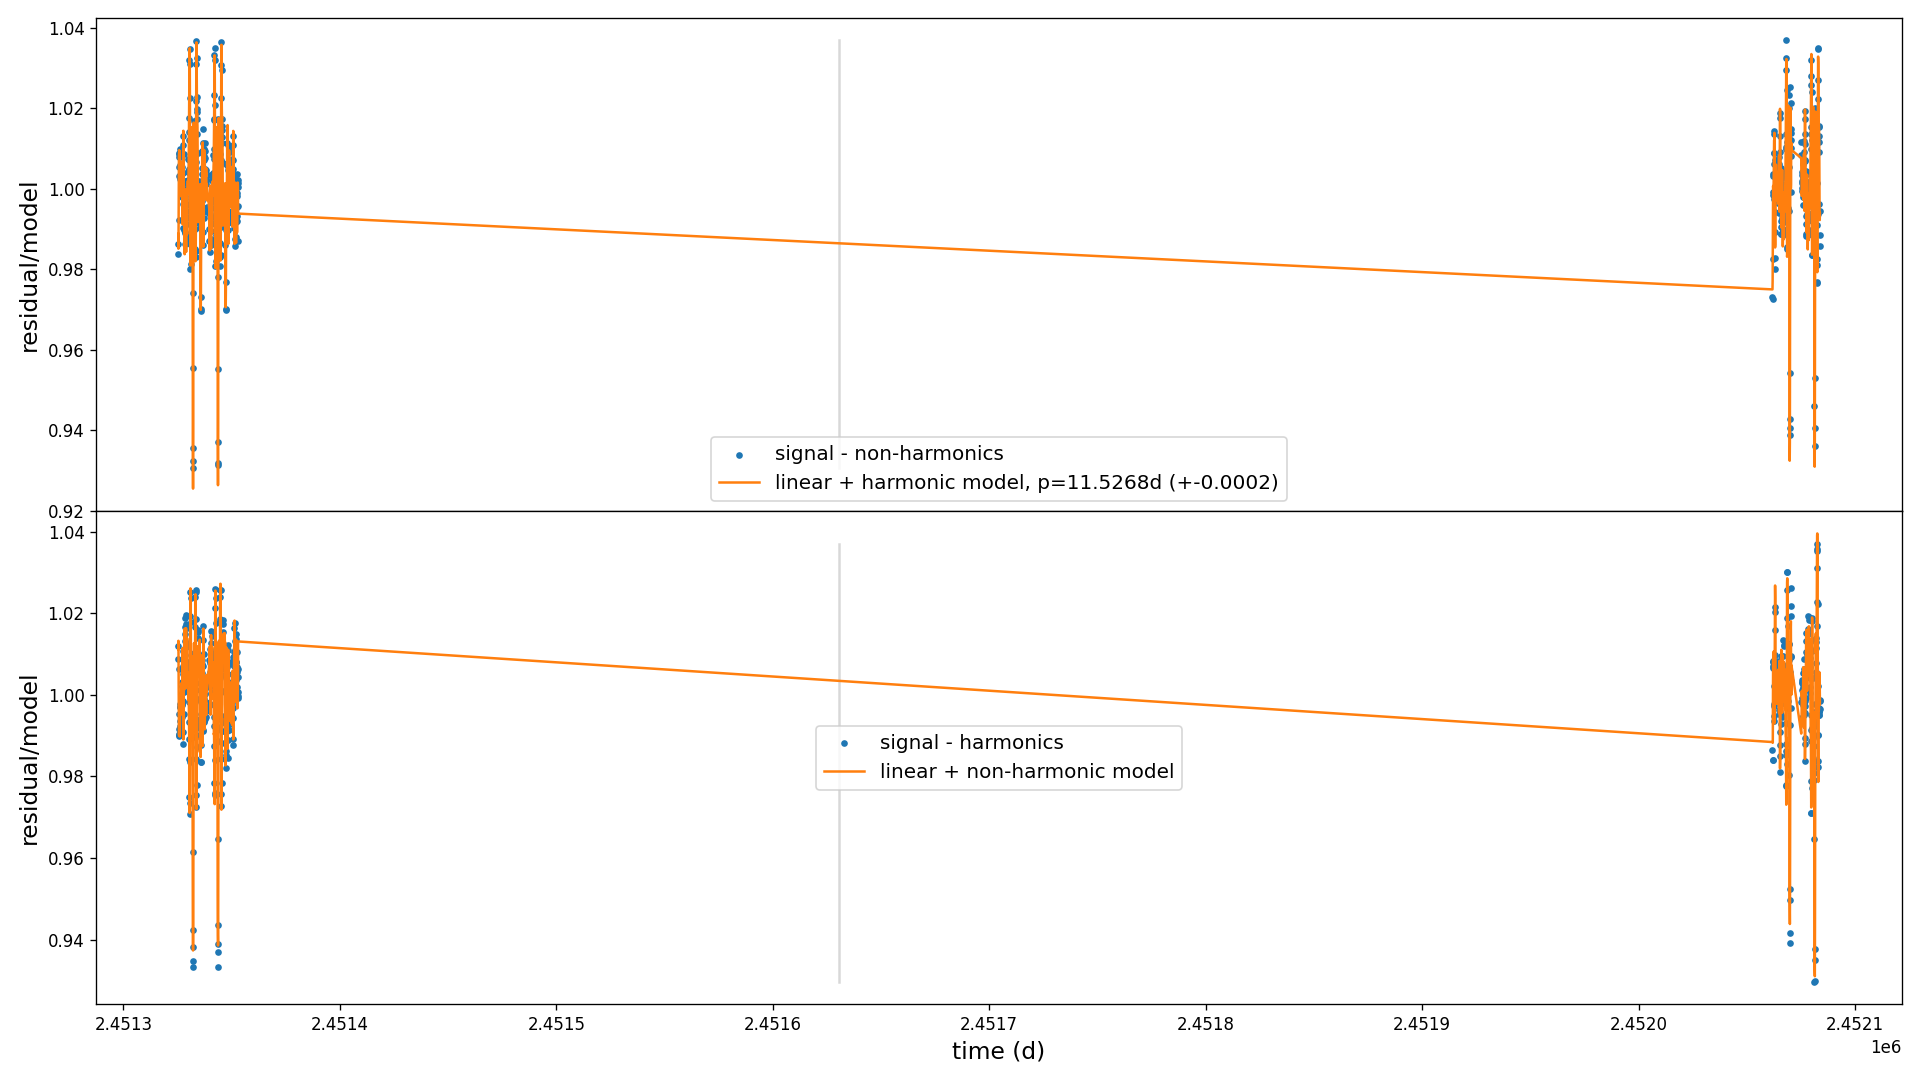 1.04
1.02
1.00
0.98
0.96
0.94
0.92
residual/model
signal - non-harmonics
linear + harmonic model, p=11.5268d (+-0.0002)
1.04
1.02
1.00
0.98
0.96
0.94
residual/model
signal - harmonics
linear + non-harmonic model
2.4513 2.4514 2.4515 2.4516 2.4517 2.4518 2.4519 2.4520 2.4521
1e6
time (d)